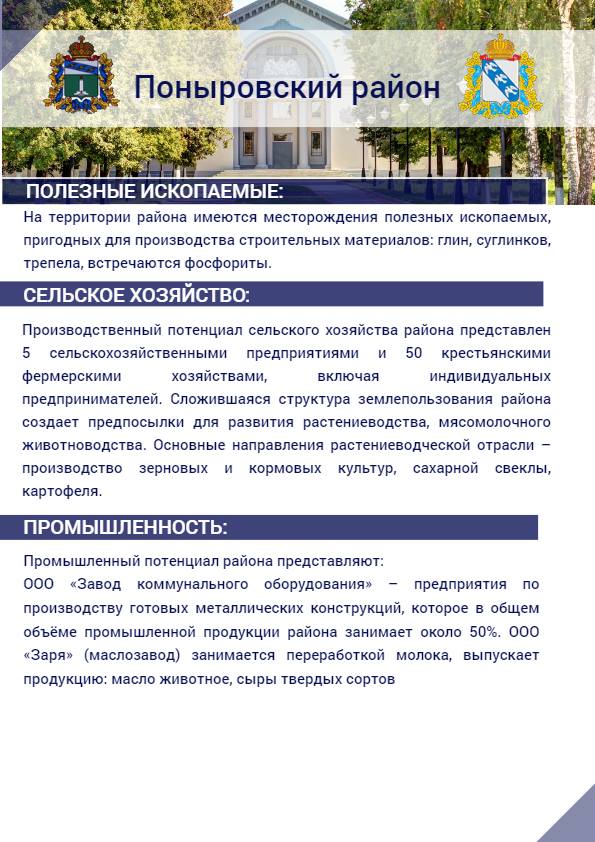 Поныровский район
ПОЛЕЗНЫЕ ИСКОПАЕМЫЕ:
На территории района имеются месторождения полезных ископаемых,
пригодных для производства строительных материалов: глин, суглинков,
трепела, встречаются фосфориты.
СЕЛЬСКОЕ ХОЗЯЙСТВО:
Производственный потенциал сельского хозяйства района представлен
5 сельскохозяйственными предприятиями и 50 крестьянскими
фермерскими хозяйствами, включая индивидуальных
предпринимателей. Сложившаяся структура землепользования района
создает предпосылки для развития растениеводства, мясомолочного
животноводства. Основные направления растениеводческой отрасли –
производство зерновых и кормовых культур, сахарной свеклы,
картофеля.
ПРОМЫШЛЕННОСТЬ:
Промышленный потенциал района представляют:
ООО «Завод коммунального оборудования» – предприятия по
производству готовых металлических конструкций, которое в общем
объёме промышленной продукции района занимает около 50%. ООО
«Заря» (маслозавод) занимается переработкой молока, выпускает
продукцию: масло животное, сыры твердых сортов